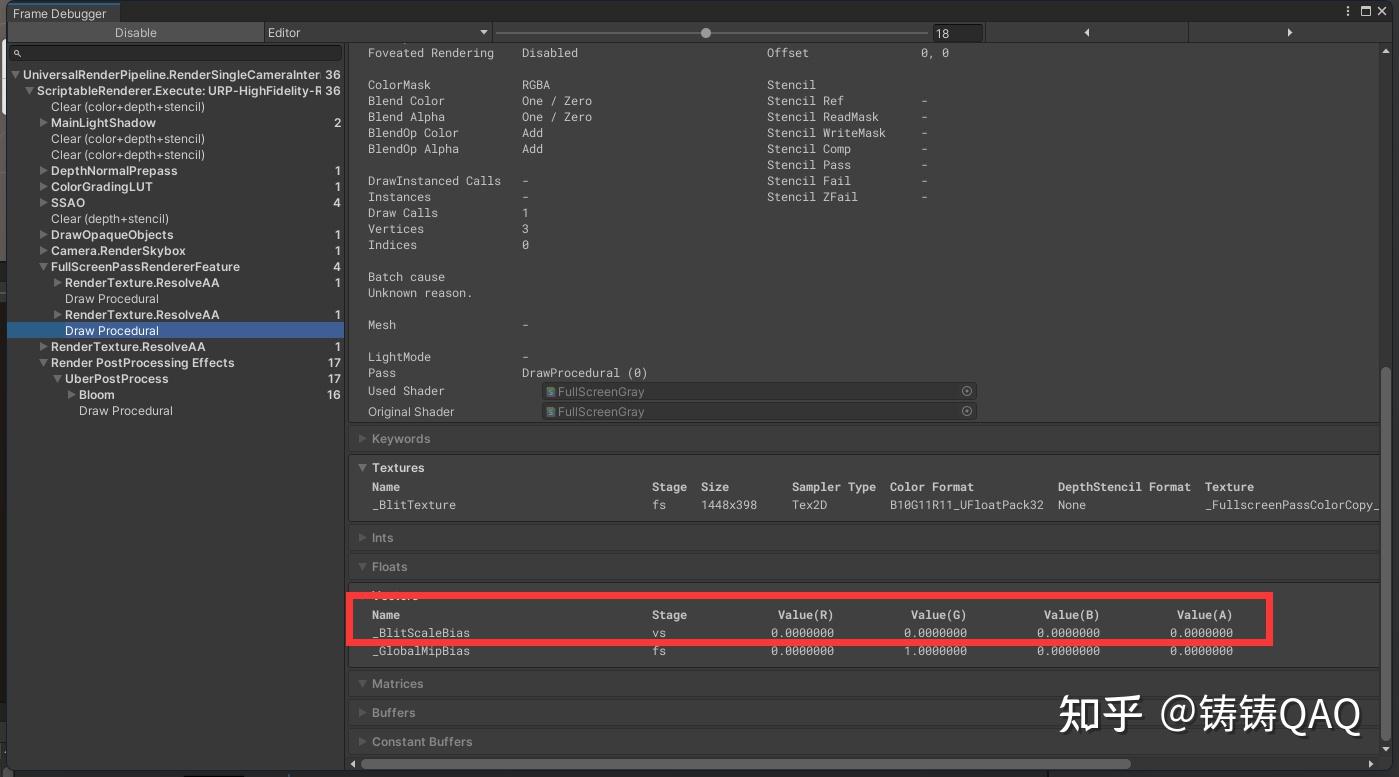 Frame Debugger
Disable
Editor
18
UniversalRenderPipeline.RenderSingleCameraInter 36
ScriptableRenderer.Execute: URP-HighFidelity-R 36
Clear (color+depth+stencil)
MainLightShadow 2
Clear (color+depth+stencil)
Clear (color+depth+stencil)
DepthNormalPrepass 1
ColorGradingLUT 1
SSAO 4
Clear (depth+stencil)
DrawOpaqueObjects 1
Camera.RenderSkybox 1
FullScreenPassRendererFeature 4
RenderTexture.ResolveAA 1
Draw Procedural
RenderTexture.ResolveAA 1
Draw Procedural
RenderTexture.ResolveAA 1
Render PostProcessing Effects 17
UberPostProcess 17
Bloom 16
Draw Procedural
Foveated Rendering Disabled Offset 0, 0
ColorMask RGBA Stencil
Blend Color One / Zero Stencil Ref -
Blend Alpha One / Zero Stencil ReadMask -
BlendOp Color Add Stencil WriteMask -
BlendOp Alpha Add Stencil Comp -
Stencil Pass -
DrawInstanced Calls - Stencil Fail -
Instances - Stencil ZFail -
Draw Calls 1
Vertices 3
Indices 0
Batch cause
Unknown reason.
Mesh -
LightMode -
Pass DrawProcedural (0)
Used Shader FullScreenGray
Original Shader FullScreenGray
Keywords
Textures
Name Stage Size Sampler Type Color Format DepthStencil Format Texture
_BlitTexture fs 1448x398 Tex2D B10G11R11_UFloatPack32 None _FullscreenPassColorCopy_
Ints
Floats
Name Stage Value(R) Value(G) Value(B) Value(A)
_BlitScaleBias vs 0.0000000 0.0000000 0.0000000 0.0000000
_GlobalMipBias fs 0.0000000 1.0000000 0.0000000 0.0000000
Matrices
Buffers
Constant Buffers
知乎 @铸铸QAQ